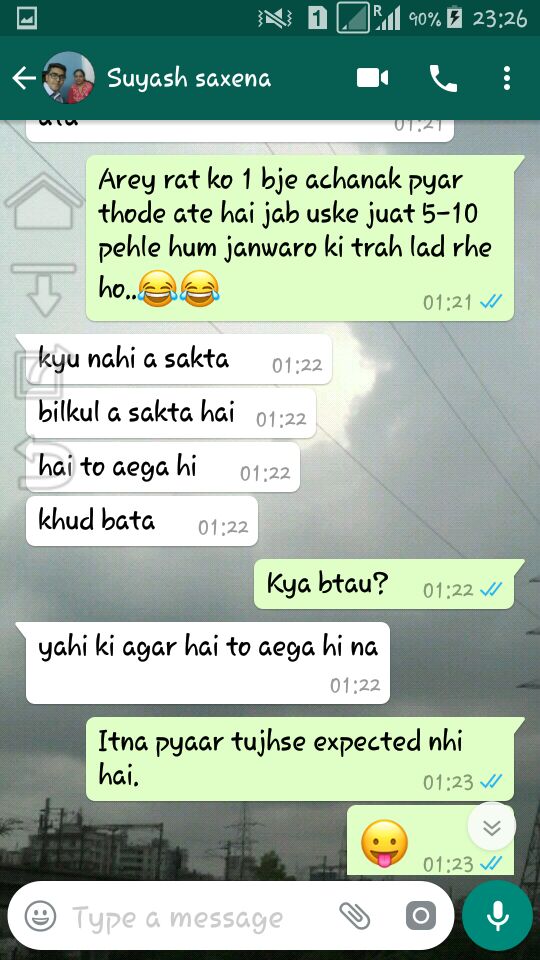 1 R 90% 23:26
Suyash saxena
01:21
Arey rat ko 1 bje achanak pyar
thode ate hai jab uske juat 5-10
pehle hum janwaro ki trah lad rhe
ho..😂😂 01:21
kyu nahi a sakta 01:22
bilkul a sakta hai 01:22
hai to aega hi 01:22
khud bata 01:22
Kya btau? 01:22
yahi ki agar hai to aega hi na
01:22
Itna pyaar tujhse expected nhi
hai. 01:23
😛 01:23
Type a message